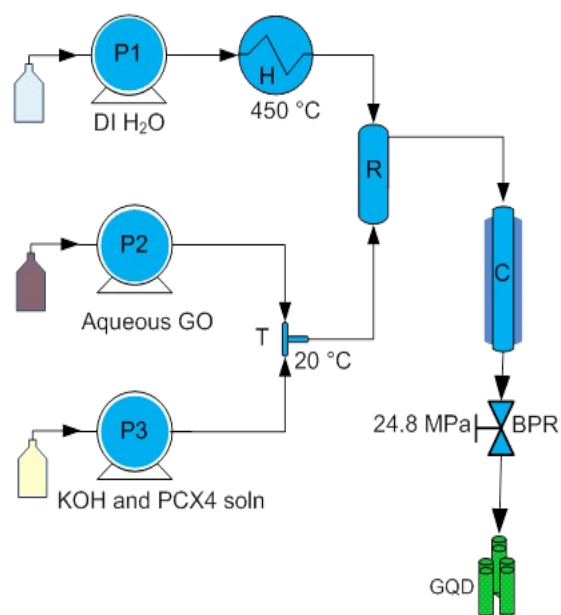 P1
H
DI H₂O
450 °C
R
P2
C
Aqueous GO
T
20 °C
P3
24.8 MPa
BPR
KOH and PCX4 soln
GQD